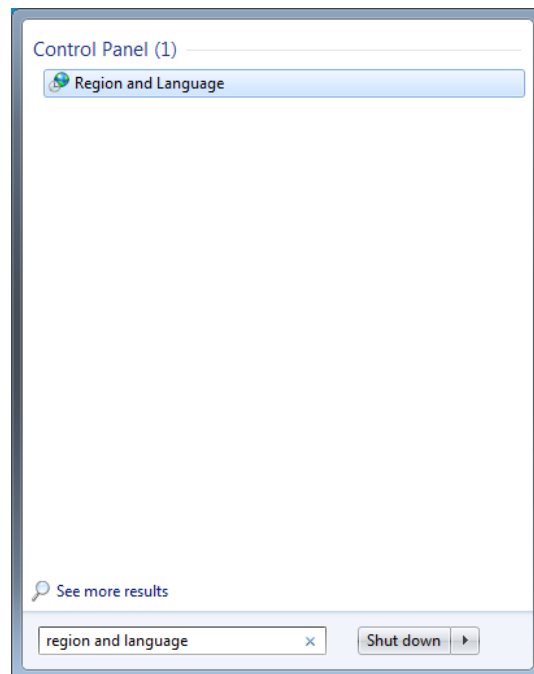 Control Panel (1)
Region and Language
See more results
region and language
Shut down